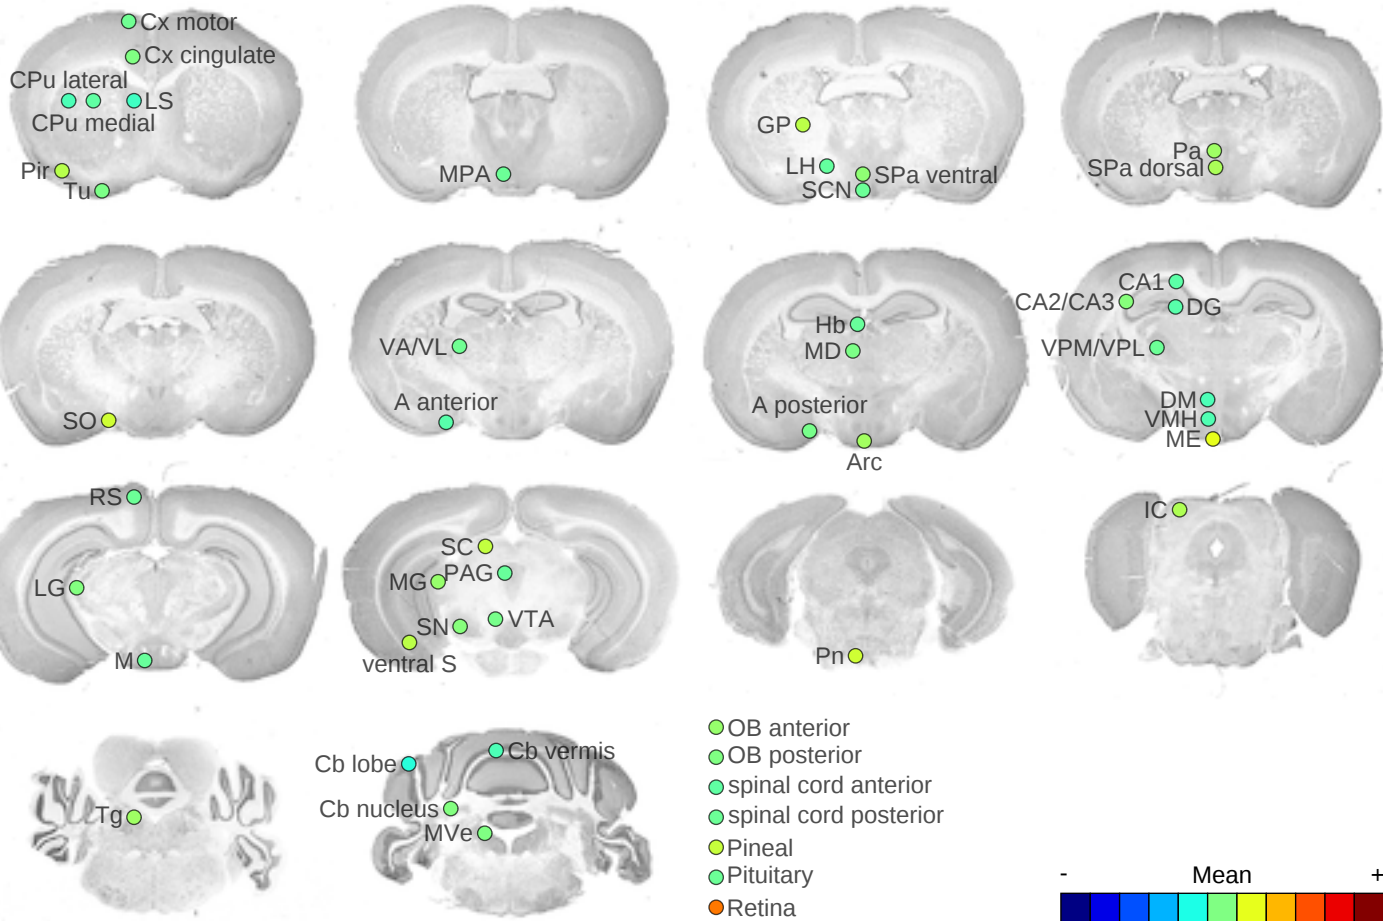 Cx motor
Cx cingulate
CPu lateral
LS
CPu medial
Pir
Tu
MPA
GP
LH
SPa ventral
SCN
Pa
SPa dorsal
SO
VA/VL
A anterior
Hb
MD
A posterior
Arc
CA1
CA2/CA3
DG
VPM/VPL
DM
VMH
ME
RS
LG
M
SC
PAG
MG
SN
VTA
ventral S
Pn
IC
Tg
Cb vermis
Cb lobe
Cb nucleus
MVe
OB anterior
OB posterior
spinal cord anterior
spinal cord posterior
Pineal
Pituitary
Retina
- Mean +